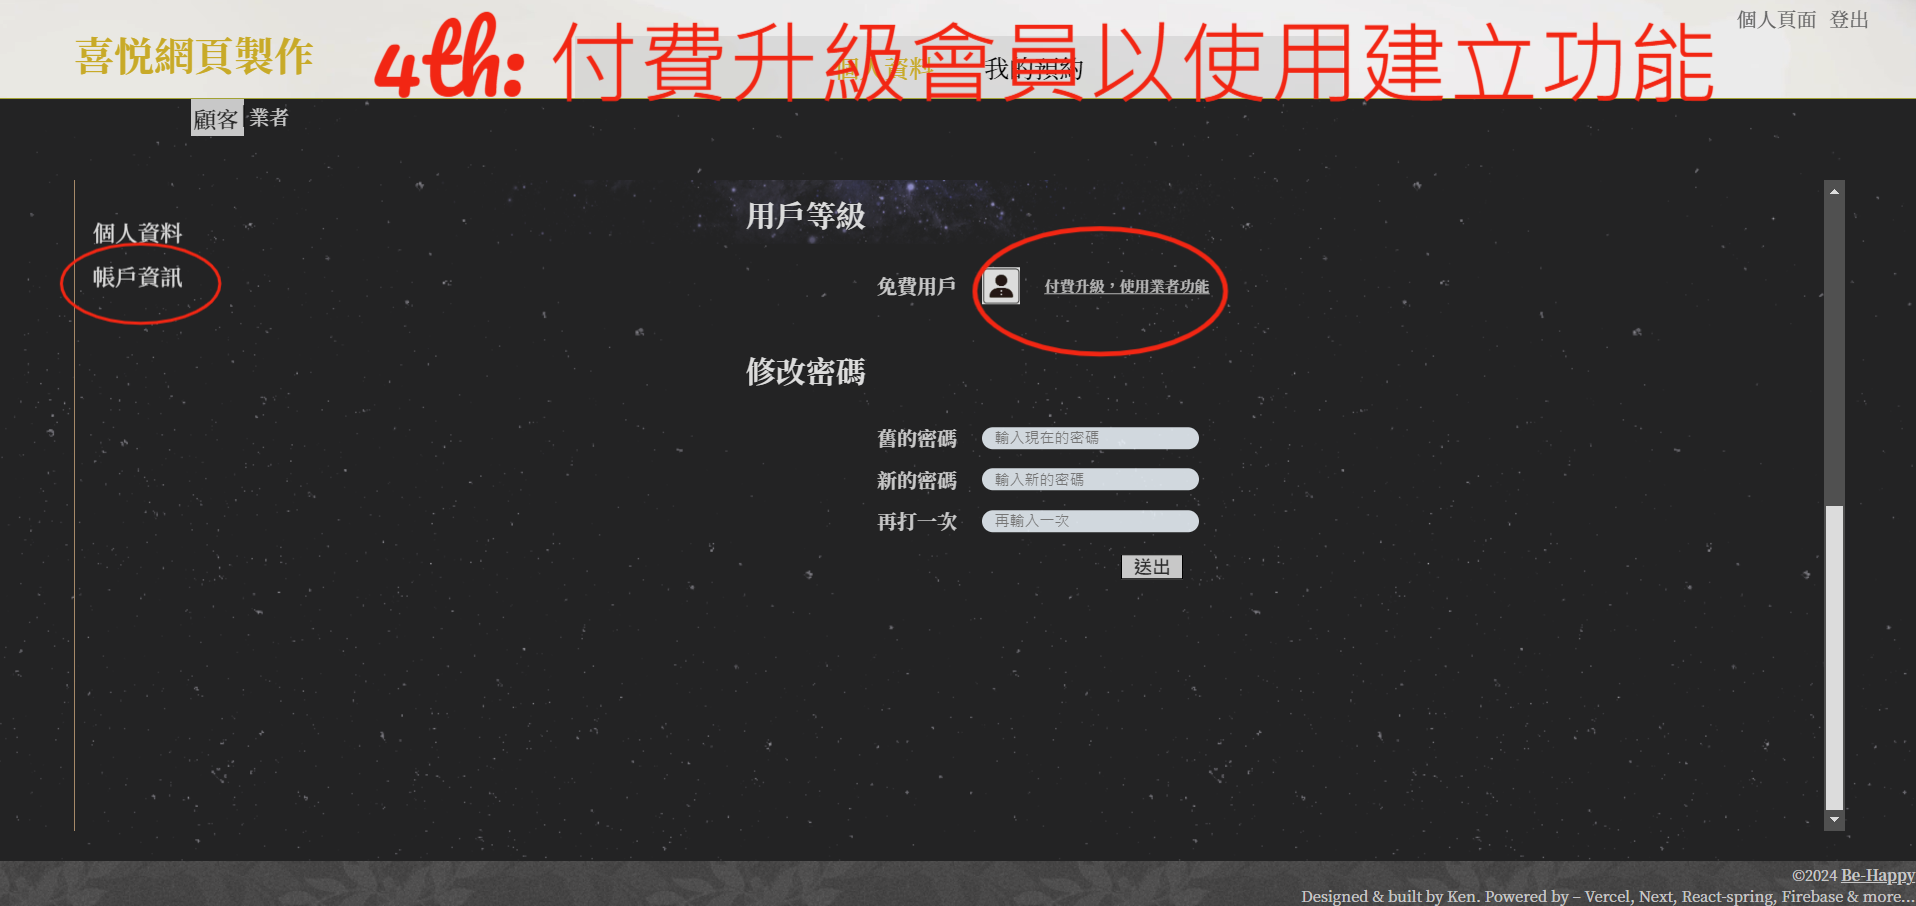 個人頁面 登出
喜悅網頁製作
4th: 付費升級會員以使用建立功能
個人資料 我的預約
顧客 業者
個人資料
帳戶資訊
用戶等級
免費用戶 付費升級，使用業者功能
修改密碼
舊的密碼 輸入現在的密碼
新的密碼 輸入新的密碼
再打一次 再輸入一次
送出
©2024 Be-Happy
Designed & built by Ken. Powered by – Vercel, Next, React-spring, Firebase & more...